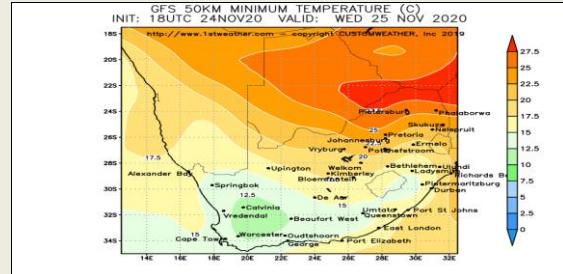 GFS 50KM MINIMUM TEMPERATURE (C)
INIT: 18UTC 24NOV20 VALID: WED 25 NOV 2020
http://www.1stweather.com — copyright CUSTOMWEATHER, Inc 2019
18S
20S
22S
24S
26S
28S
30S
32S
34S
Pietersburg
Phalaborwa
Skukuza
Nelspruit
25
Johannesburg
Pretoria
22.5
Ermelo
Vryburg
Potchefstroom
20
17.5
Welkom
Bethlehem
Ulundi
Alexander Bay
Upington
Kimberley
Ladysmith
Bloemfontein
Richards B
Springbok
12.5
Pietermaritzburg
Durban
De Aar
15
Calvinia
Vredendal
Beaufort West
Umtata
Port St Johns
Queenstown
15
Cape Town
Worcester
Oudtshoorn
East London
George
Port Elizabeth
14E 16E 18E 20E 22E 24E 26E 28E 30E 32E
27.5
25
22.5
20
17.5
15
12.5
10
7.5
5
2.5
0